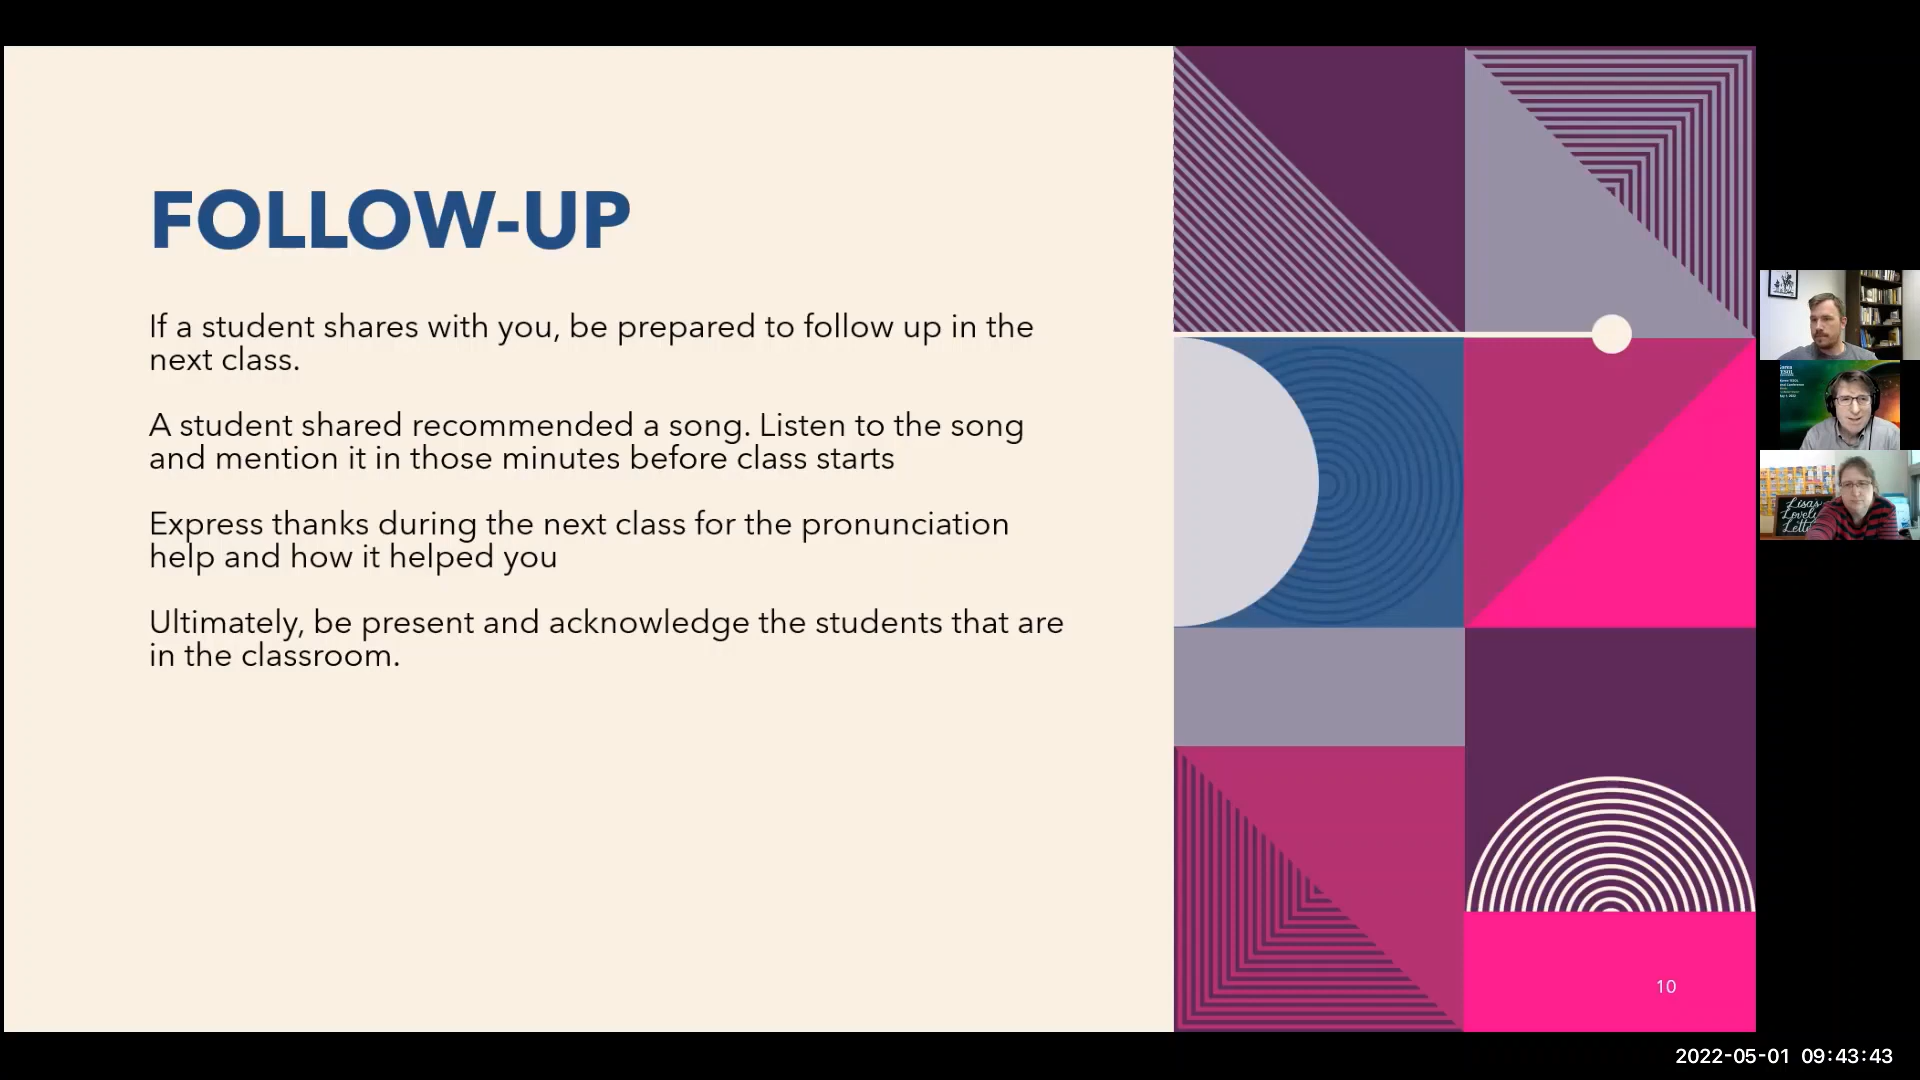 FOLLOW-UP
If a student shares with you, be prepared to follow up in the
next class.
A student shared recommended a song. Listen to the song
and mention it in those minutes before class starts
Express thanks during the next class for the pronunciation
help and how it helped you
Ultimately, be present and acknowledge the students that are
in the classroom.
10
TESOL
Lisa's
Lovely
2022-05-01 09:43:43